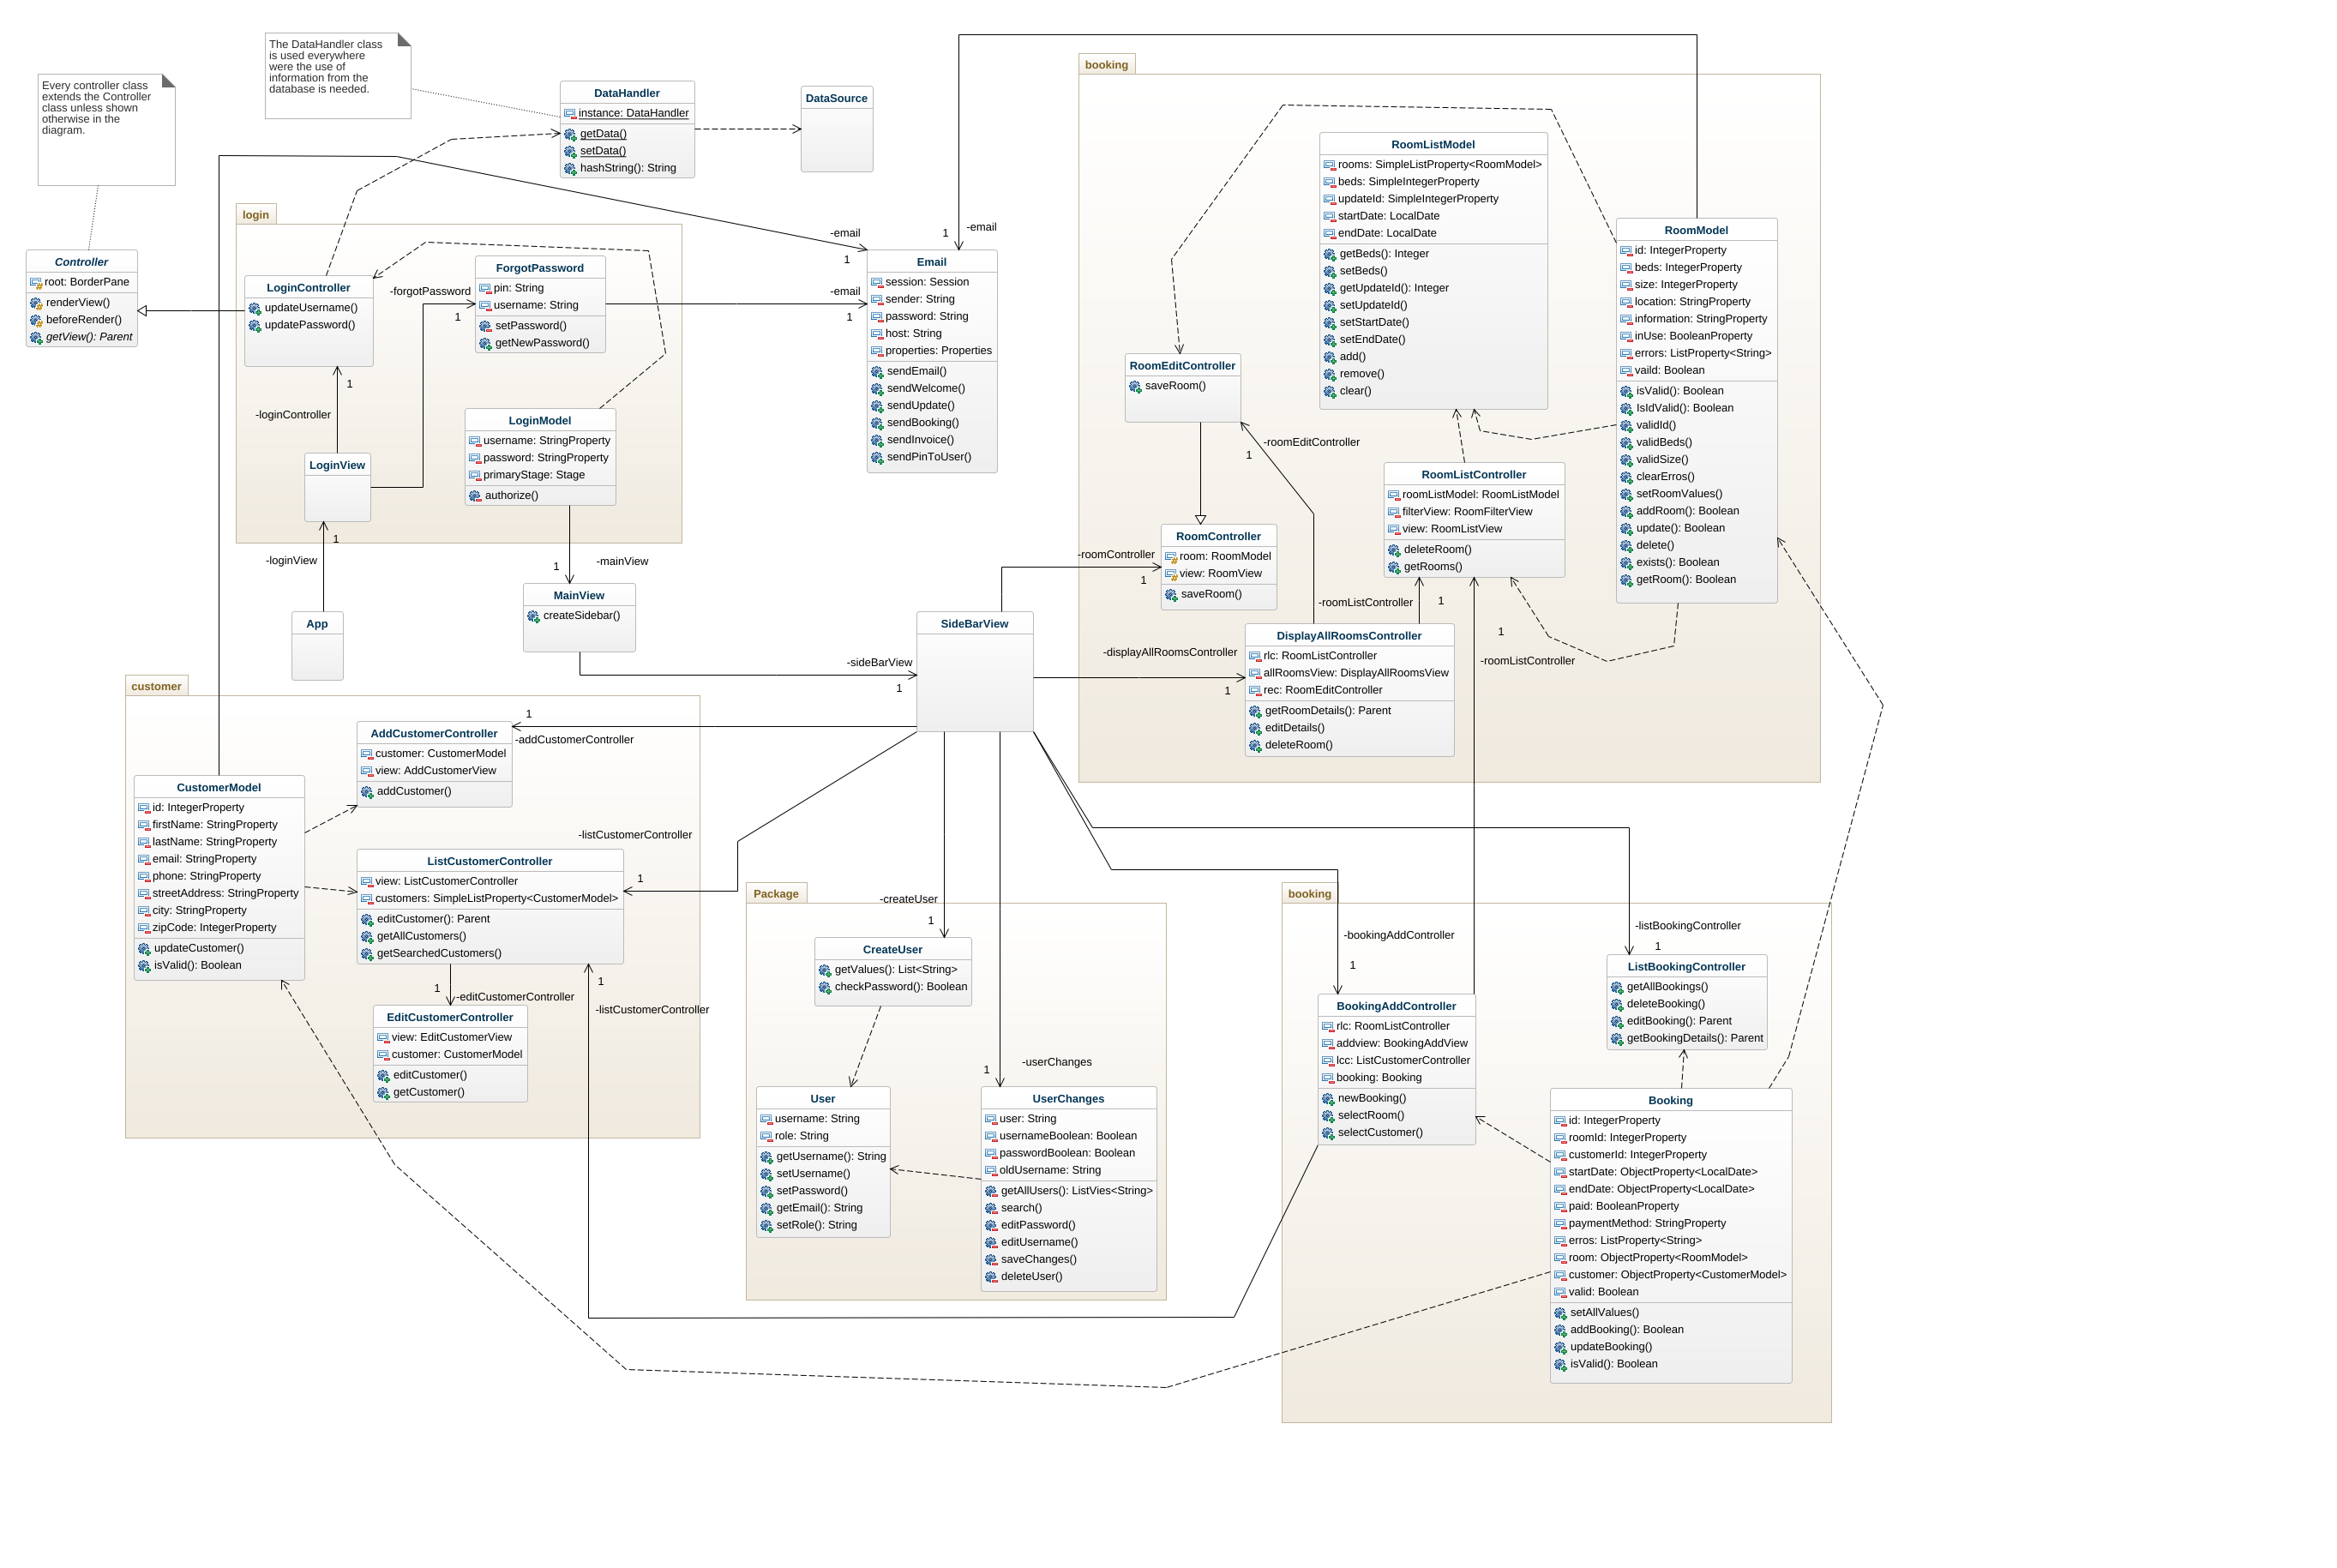 The DataHandler class
is used everywhere
were the use of
information from the
database is needed.
Every controller class
extends the Controller
class unless shown
otherwise in the
diagram.
DataHandler
instance: DataHandler
getData()
setData()
hashString(): String
DataSource
Controller
root: BorderPane
renderView()
beforeRender()
getView(): Parent
login
LoginController
updateUsername()
updatePassword()
ForgotPassword
pin: String
username: String
setPassword()
getNewPassword()
-forgotPassword
1
1
-loginController
LoginModel
username: StringProperty
password: StringProperty
primaryStage: Stage
authorize()
LoginView
1
-loginView
App
1
-mainView
MainView
createSidebar()
-email
1
-email
1
1
-email
Email
session: Session
sender: String
password: String
host: String
properties: Properties
sendEmail()
sendWelcome()
sendUpdate()
sendBooking()
sendInvoice()
sendPinToUser()
booking
RoomListModel
rooms: SimpleListProperty<RoomModel>
beds: SimpleIntegerProperty
updateId: SimpleIntegerProperty
startDate: LocalDate
endDate: LocalDate
getBeds(): Integer
setBeds()
getUpdateId(): Integer
setUpdateId()
setStartDate()
setEndDate()
add()
remove()
clear()
RoomModel
id: IntegerProperty
beds: IntegerProperty
size: IntegerProperty
location: StringProperty
information: StringProperty
inUse: BooleanProperty
errors: ListProperty<String>
vaild: Boolean
isValid(): Boolean
IsIdValid(): Boolean
validId()
validBeds()
validSize()
clearErros()
setRoomValues()
addRoom(): Boolean
update(): Boolean
delete()
exists(): Boolean
getRoom(): Boolean
RoomEditController
saveRoom()
-roomEditController
1
RoomListController
roomListModel: RoomListModel
filterView: RoomFilterView
view: RoomListView
deleteRoom()
getRooms()
RoomController
room: RoomModel
view: RoomView
saveRoom()
-roomController
1
-roomListController
1
1
-roomListController
DisplayAllRoomsController
rlc: RoomListController
allRoomsView: DisplayAllRoomsView
rec: RoomEditController
getRoomDetails(): Parent
editDetails()
deleteRoom()
-displayAllRoomsController
1
SideBarView
-sideBarView
1
customer
AddCustomerController
customer: CustomerModel
view: AddCustomerView
addCustomer()
1
-addCustomerController
CustomerModel
id: IntegerProperty
firstName: StringProperty
lastName: StringProperty
email: StringProperty
phone: StringProperty
streetAddress: StringProperty
city: StringProperty
zipCode: IntegerProperty
updateCustomer()
isValid(): Boolean
-listCustomerController
1
ListCustomerController
view: ListCustomerController
customers: SimpleListProperty<CustomerModel>
editCustomer(): Parent
getAllCustomers()
getSearchedCustomers()
1
-editCustomerController
1
-listCustomerController
EditCustomerController
view: EditCustomerView
customer: CustomerModel
editCustomer()
getCustomer()
Package
-createUser
1
CreateUser
getValues(): List<String>
checkPassword(): Boolean
-userChanges
1
User
username: String
role: String
getUsername(): String
setUsername()
setPassword()
getEmail(): String
setRole(): String
UserChanges
user: String
usernameBoolean: Boolean
passwordBoolean: Boolean
oldUsername: String
getAllUsers(): ListVies<String>
search()
editPassword()
editUsername()
saveChanges()
deleteUser()
booking
-bookingAddController
1
BookingAddController
rlc: RoomListController
addview: BookingAddView
lcc: ListCustomerController
booking: Booking
newBooking()
selectRoom()
selectCustomer()
-listBookingController
1
ListBookingController
getAllBookings()
deleteBooking()
editBooking(): Parent
getBookingDetails(): Parent
Booking
id: IntegerProperty
roomId: IntegerProperty
customerId: IntegerProperty
startDate: ObjectProperty<LocalDate>
endDate: ObjectProperty<LocalDate>
paid: BooleanProperty
paymentMethod: StringProperty
erros: ListProperty<String>
room: ObjectProperty<RoomModel>
customer: ObjectProperty<CustomerModel>
valid: Boolean
setAllValues()
addBooking(): Boolean
updateBooking()
isValid(): Boolean